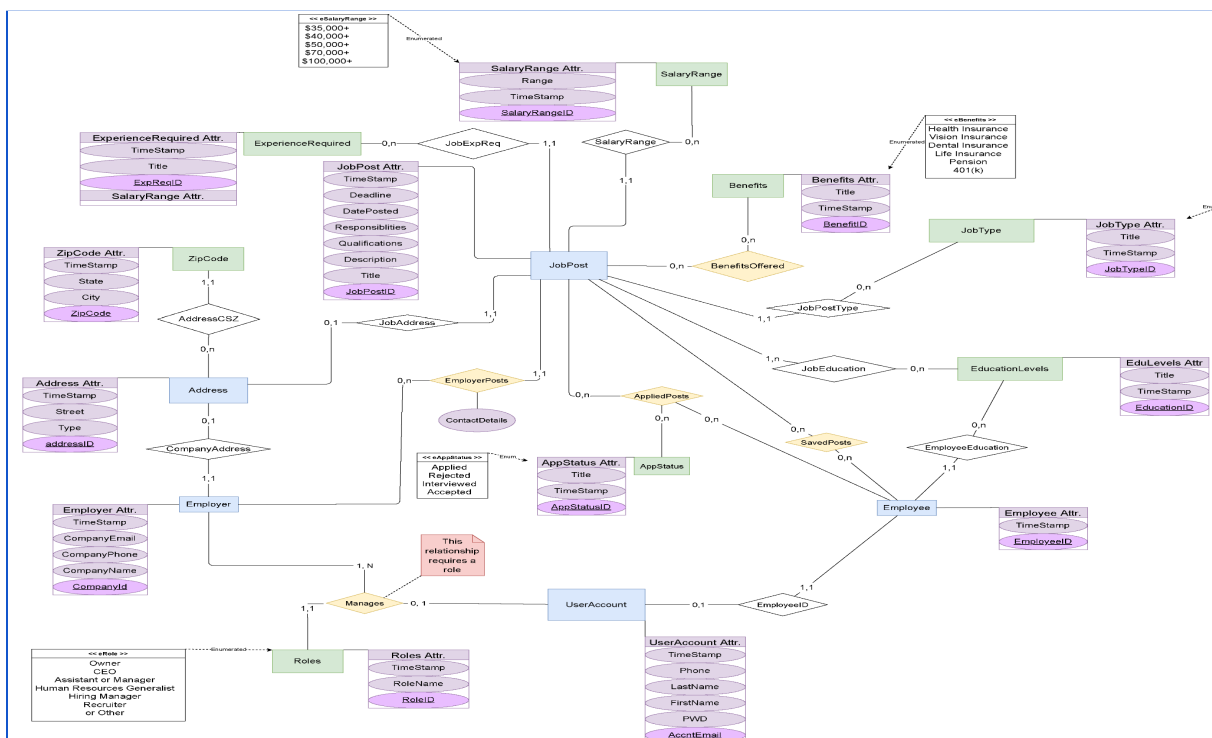 << eSalaryRange >>
$35,000+
$40,000+
$50,000+
$70,000+
$100,000+
Enumerated
SalaryRange Attr.
Range
TimeStamp
SalaryRangeID
SalaryRange
0,n
SalaryRange
1,1
ExperienceRequired Attr.
TimeStamp
Title
ExpReqID
SalaryRange Attr.
ExperienceRequired
0,n
JobExpReq
1,1
JobPost Attr.
TimeStamp
Deadline
DatePosted
Responsiblities
Qualifications
Description
Title
JobPostID
<< eBenefits >>
Health Insurance
Vision Insurance
Dental Insurance
Life Insurance
Pension
401(k)
Enumerated
Benefits
Benefits Attr.
Title
TimeStamp
BenefitID
0,n
BenefitsOffered
0,n
JobPost
JobType
JobType Attr.
Title
TimeStamp
JobTypeID
0,n
JobPostType
1,1
ZipCode Attr.
TimeStamp
State
City
ZipCode
ZipCode
1,1
AddressCSZ
0,n
0,1
JobAddress
1,1
Address Attr.
TimeStamp
Street
Type
addressID
Address
0,1
CompanyAddress
1,1
0,n
EmployerPosts
1,1
ContactDetails
1,n
JobEducation
0,n
EducationLevels
EduLevels Attr
Title
TimeStamp
EducationID
0,n
EmployeeEducation
1,1
0,n
AppliedPosts
0,n
0,n
0,n
SavedPosts
0,n
<< eAppStatus >>
Applied
Rejected
Interviewed
Accepted
Enum.
AppStatus Attr.
Title
TimeStamp
AppStatusID
AppStatus
Employer
Employer Attr.
TimeStamp
CompanyEmail
CompanyPhone
CompanyName
CompanyId
Employee
Employee Attr.
TimeStamp
EmployeeID
This
relationship
requires a
role
1, N
Manages
1,1
0, 1
UserAccount
0,1
EmployeeID
1,1
<< eRole >>
Owner
CEO
Assistant or Manager
Human Resources Generalist
Hiring Manager
Recruiter
or Other
Enumerated
Roles
Roles Attr.
TimeStamp
RoleName
RoleID
UserAccount Attr.
TimeStamp
Phone
LastName
FirstName
PWD
AccntEmail